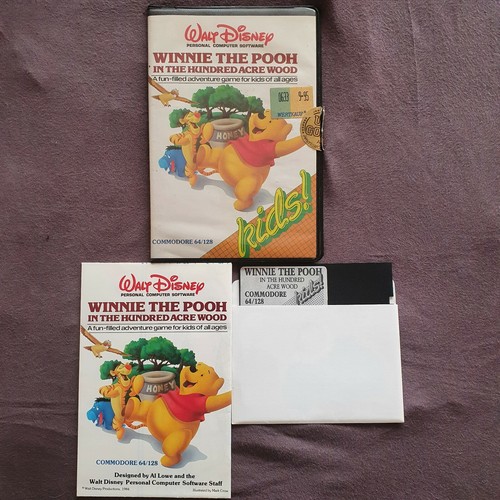 WALT DISNEY
PERSONAL COMPUTER SOFTWARE
WINNIE THE POOH
IN THE HUNDRED ACRE WOOD
A fun-filled adventure game for kids of all ages
HONEY
kids!
COMMODORE 64/128
WALT DISNEY
PERSONAL COMPUTER SOFTWARE
WINNIE THE POOH
IN THE HUNDRED ACRE WOOD
A fun-filled adventure game for kids of all ages
HONEY
COMMODORE 64/128
Designed by Al Lowe and the
Walt Disney Personal Computer Software Staff
WINNIE THE POOH
IN THE HUNDRED
ACRE WOOD
COMMODORE
64/128
kids!